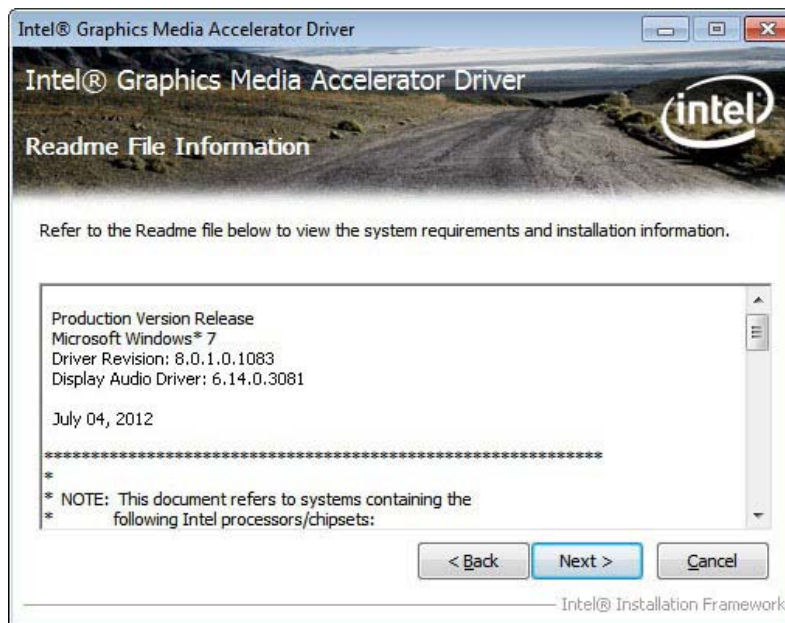 Intel® Graphics Media Accelerator Driver
Intel® Graphics Media Accelerator Driver
intel
Readme File Information
Refer to the Readme file below to view the system requirements and installation information.
Production Version Release
Microsoft Windows* 7
Driver Revision: 8.0.1.0.1083
Display Audio Driver: 6.14.0.3081
July 04, 2012
************************************************************
*
* NOTE: This document refers to systems containing the
* following Intel processors/chipsets:
< Back
Next >
Cancel
Intel® Installation Framework